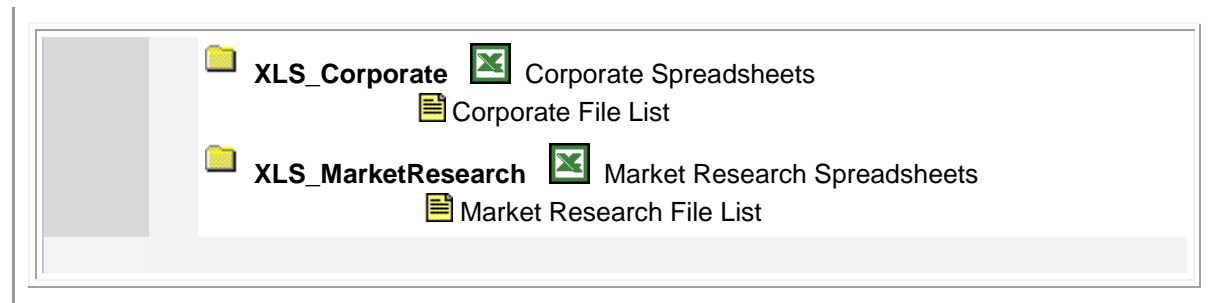 XLS_Corporate Corporate Spreadsheets
Corporate File List
XLS_MarketResearch Market Research Spreadsheets
Market Research File List